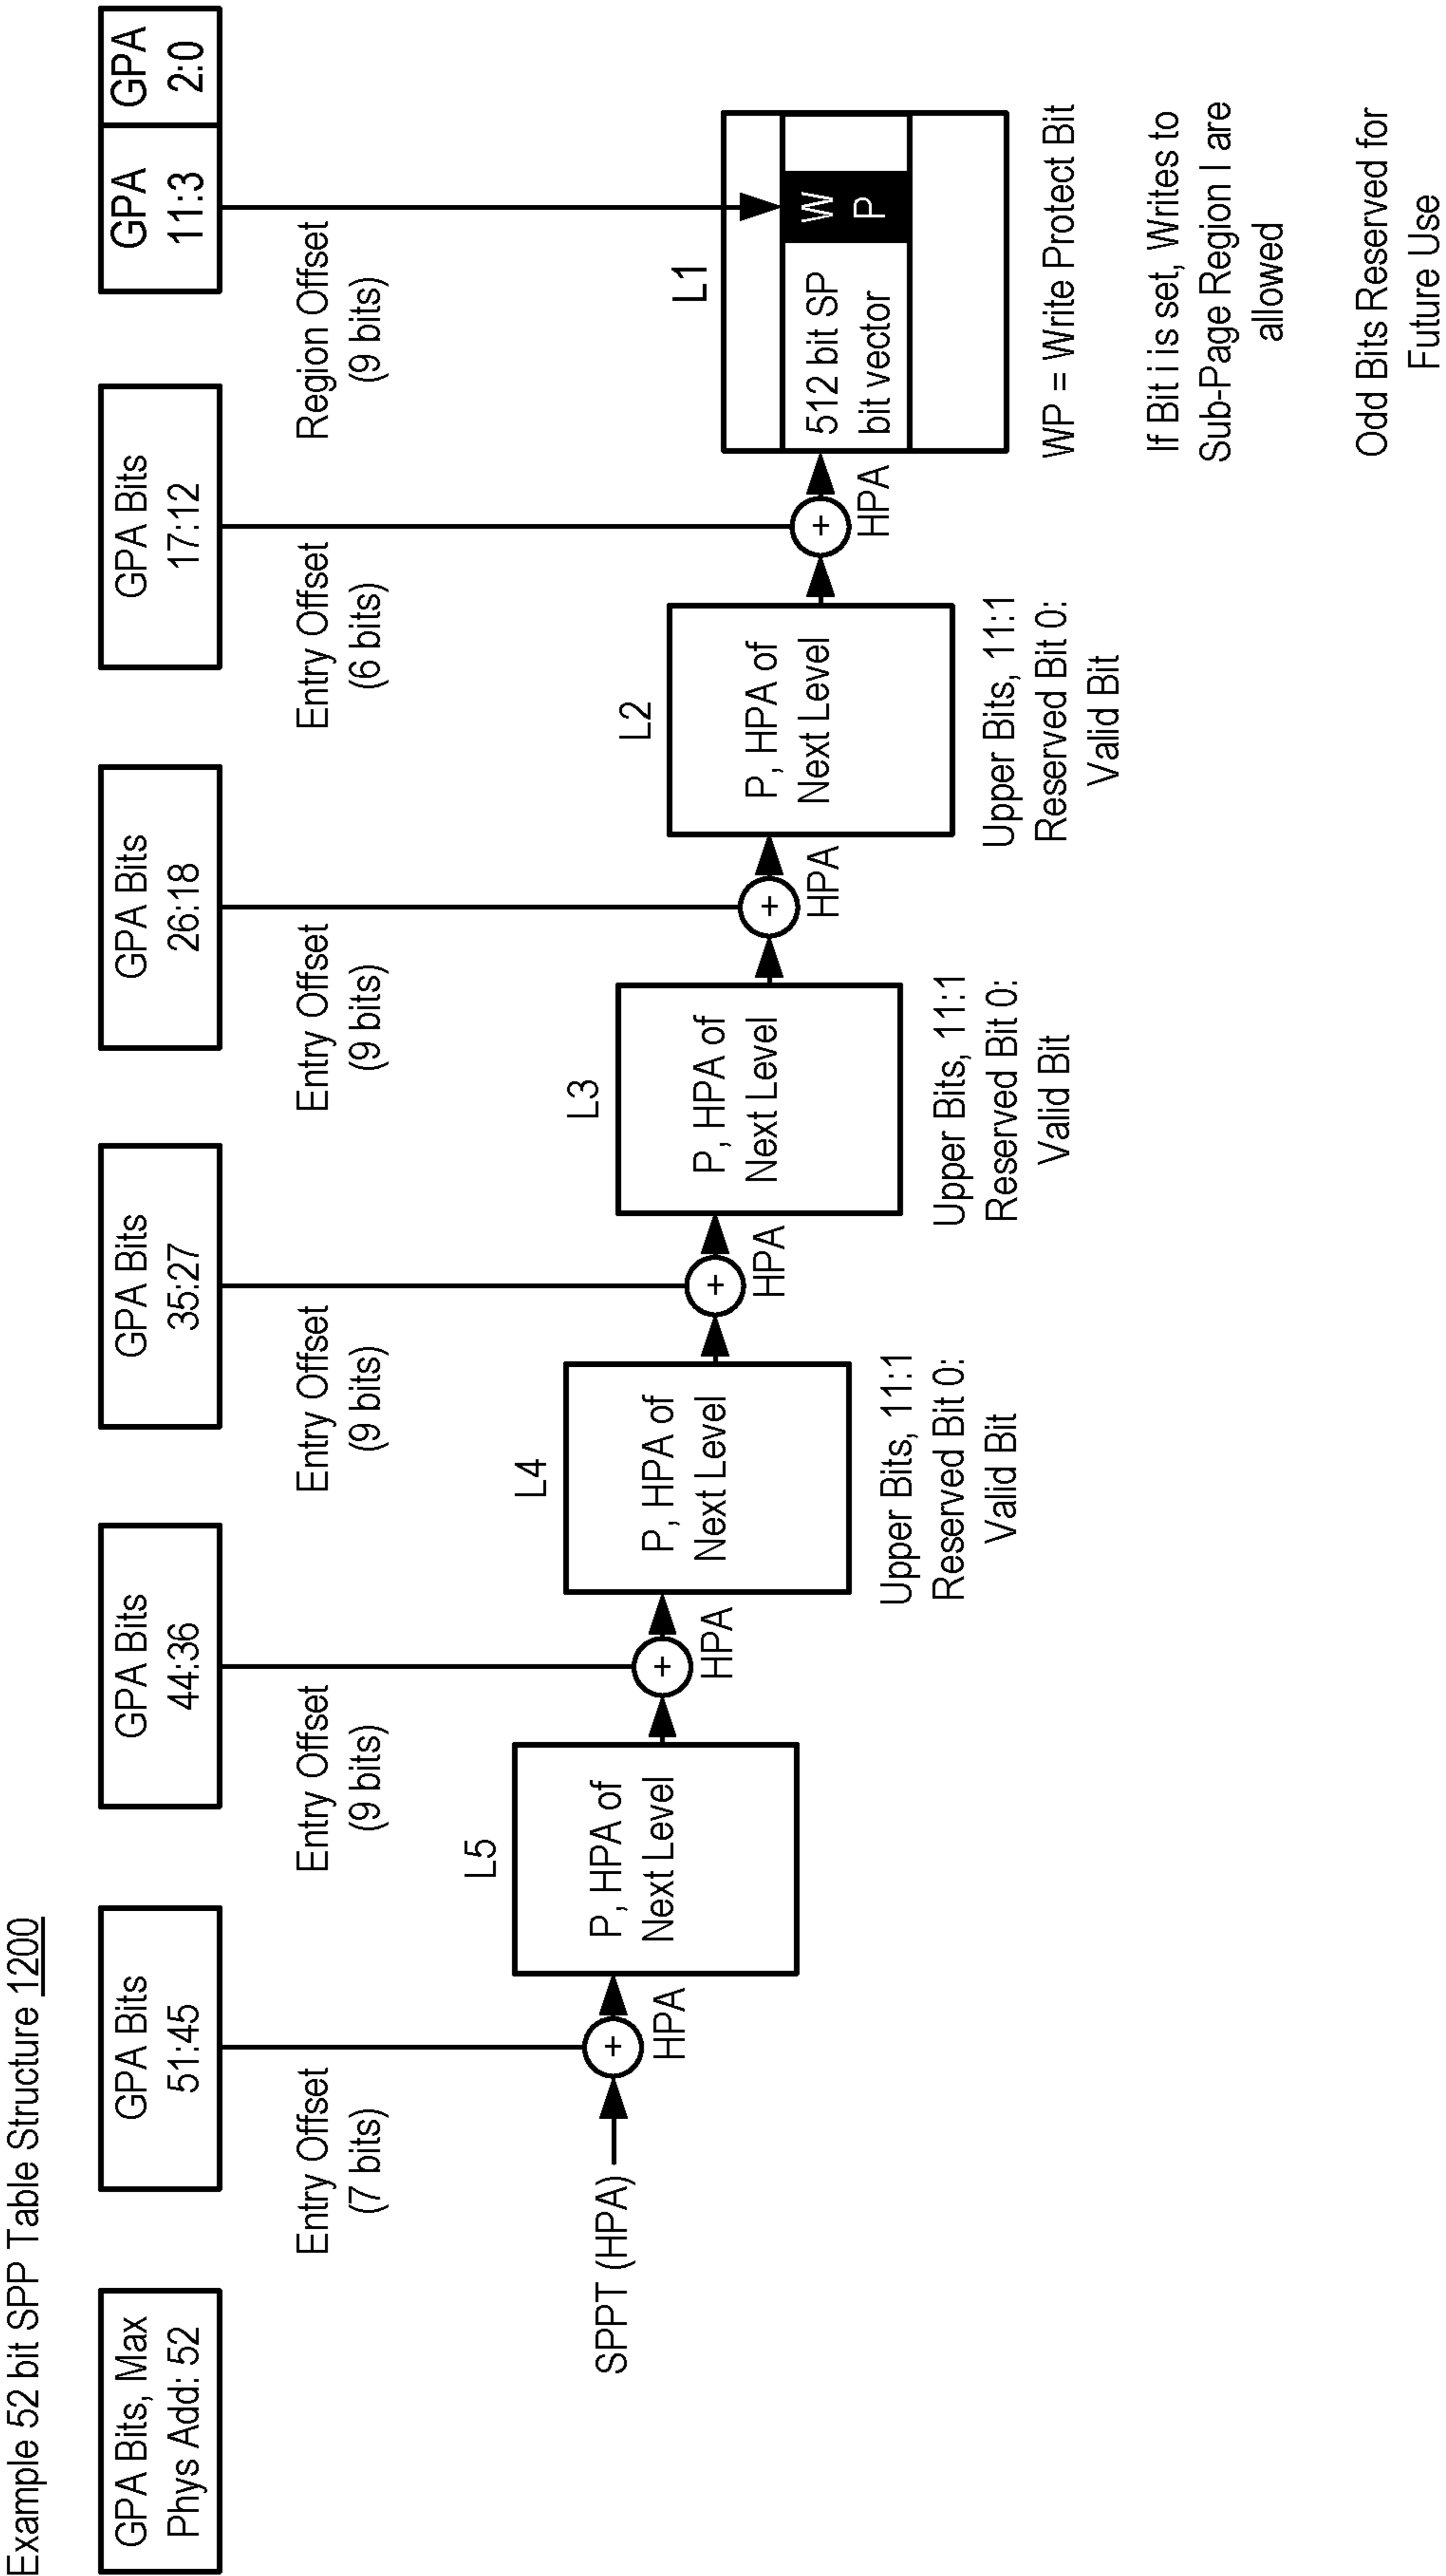 Example 52 bit SPP Table Structure 1200
GPA Bits, Max
Phys Add: 52
GPA Bits
51:45
GPA Bits
44:36
GPA Bits
35:27
GPA Bits
26:18
GPA Bits
17:12
GPA
11:3
GPA
2:0
Entry Offset
(7 bits)
Entry Offset
(9 bits)
Entry Offset
(9 bits)
Entry Offset
(9 bits)
Entry Offset
(6 bits)
Region Offset
(9 bits)
SPPT (HPA)
+
HPA
L5
P, HPA of
Next Level
+
HPA
L4
P, HPA of
Next Level
Upper Bits, 11:1
Reserved Bit 0:
Valid Bit
+
HPA
L3
P, HPA of
Next Level
Upper Bits, 11:1
Reserved Bit 0:
Valid Bit
+
HPA
L2
P, HPA of
Next Level
Upper Bits, 11:1
Reserved Bit 0:
Valid Bit
+
HPA
L1
512 bit SP
bit vector
W
P
WP = Write Protect Bit
If Bit i is set, Writes to
Sub-Page Region I are
allowed
Odd Bits Reserved for
Future Use